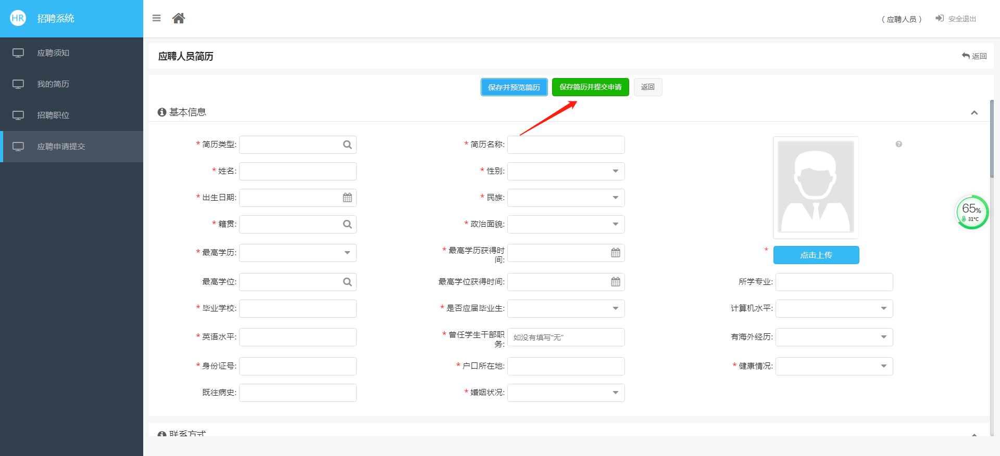 HR 招聘系统
（ 应聘人员 ） 安全退出
应聘须知
我的简历
招聘职位
应聘申请提交
应聘人员简历
返回
保存并预览简历 保存简历并提交申请 返回
基本信息
* 简历类型: * 简历名称:
* 姓名: * 性别:
* 出生日期: * 民族:
* 籍贯: * 政治面貌:
* 最高学历: * 最高学历获得时
间:
* 点击上传
最高学位: 最高学位获得时间: 所学专业:
* 毕业学校: * 是否应届毕业生: 计算机水平:
* 英语水平: * 曾任学生干部职
务: 如没有填写“无” 有海外经历:
* 身份证号: * 户口所在地: * 健康情况:
既往病史: * 婚姻状况:
65%
31°C
联系方式